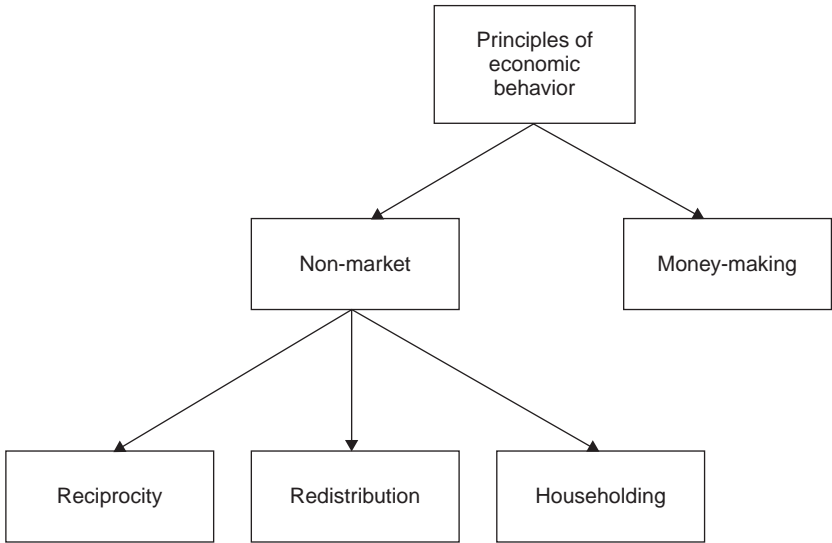 Principles of
economic
behavior
Non-market
Money-making
Reciprocity
Redistribution
Householding